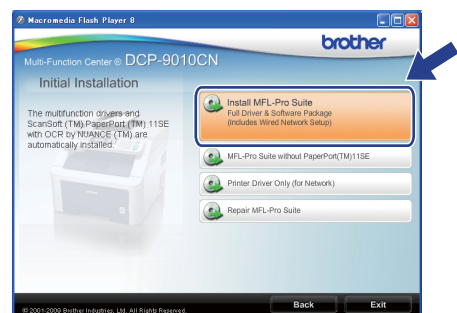 Macromedia Flash Player 8
brother
Multi-Function Center ® DCP-9010CN
Initial Installation
The multifunction drivers and
ScanSoft (TM) PaperPort (TM) 11SE
with OCR by NUANCE (TM) are
automatically installed.
Install MFL-Pro Suite
Full Driver & Software Package
(Includes Wired Network Setup)
MFL-Pro Suite without PaperPort(TM)11SE
Printer Driver Only (for Network)
Repair MFL-Pro Suite
© 2001-2009 Brother Industries, Ltd. All Rights Reserved.
Back
Exit